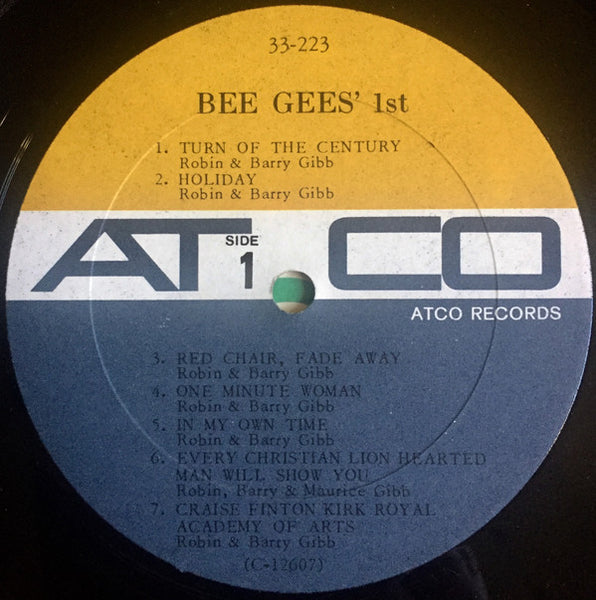 33-223
BEE GEES' 1st
1. TURN OF THE CENTURY
Robin & Barry Gibb
2. HOLIDAY
Robin & Barry Gibb
ATCO
SIDE
1
ATCO RECORDS
3. RED CHAIR, FADE AWAY
Robin & Barry Gibb
4. ONE MINUTE WOMAN
Robin & Barry Gibb
5. IN MY OWN TIME
Robin & Barry Gibb
6. EVERY CHRISTIAN LION HEARTED
MAN WILL SHOW YOU
Robin, Barry & Maurice Gibb
7. CRAISE FINTON KIRK ROYAL
ACADEMY OF ARTS
Robin & Barry Gibb
(C-12607)